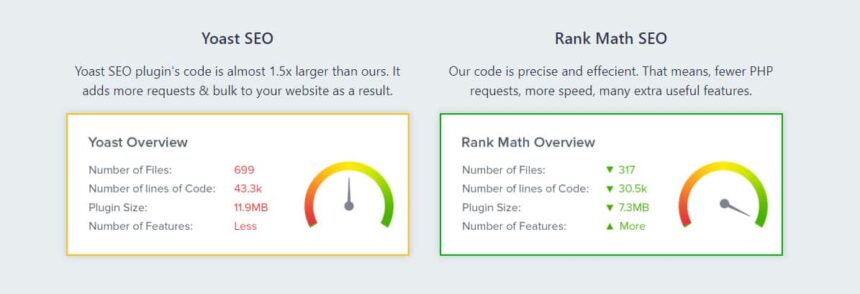 Yoast SEO
Yoast SEO plugin's code is almost 1.5x larger than ours. It
adds more requests & bulk to your website as a result.
Yoast Overview
Number of Files: 699
Number of lines of Code: 43.3k
Plugin Size: 11.9MB
Number of Features: Less
Rank Math SEO
Our code is precise and effecient. That means, fewer PHP
requests, more speed, many extra useful features.
Rank Math Overview
Number of Files: ▼ 317
Number of lines of Code: ▼ 30.5k
Plugin Size: ▼ 7.3MB
Number of Features: ▲ More